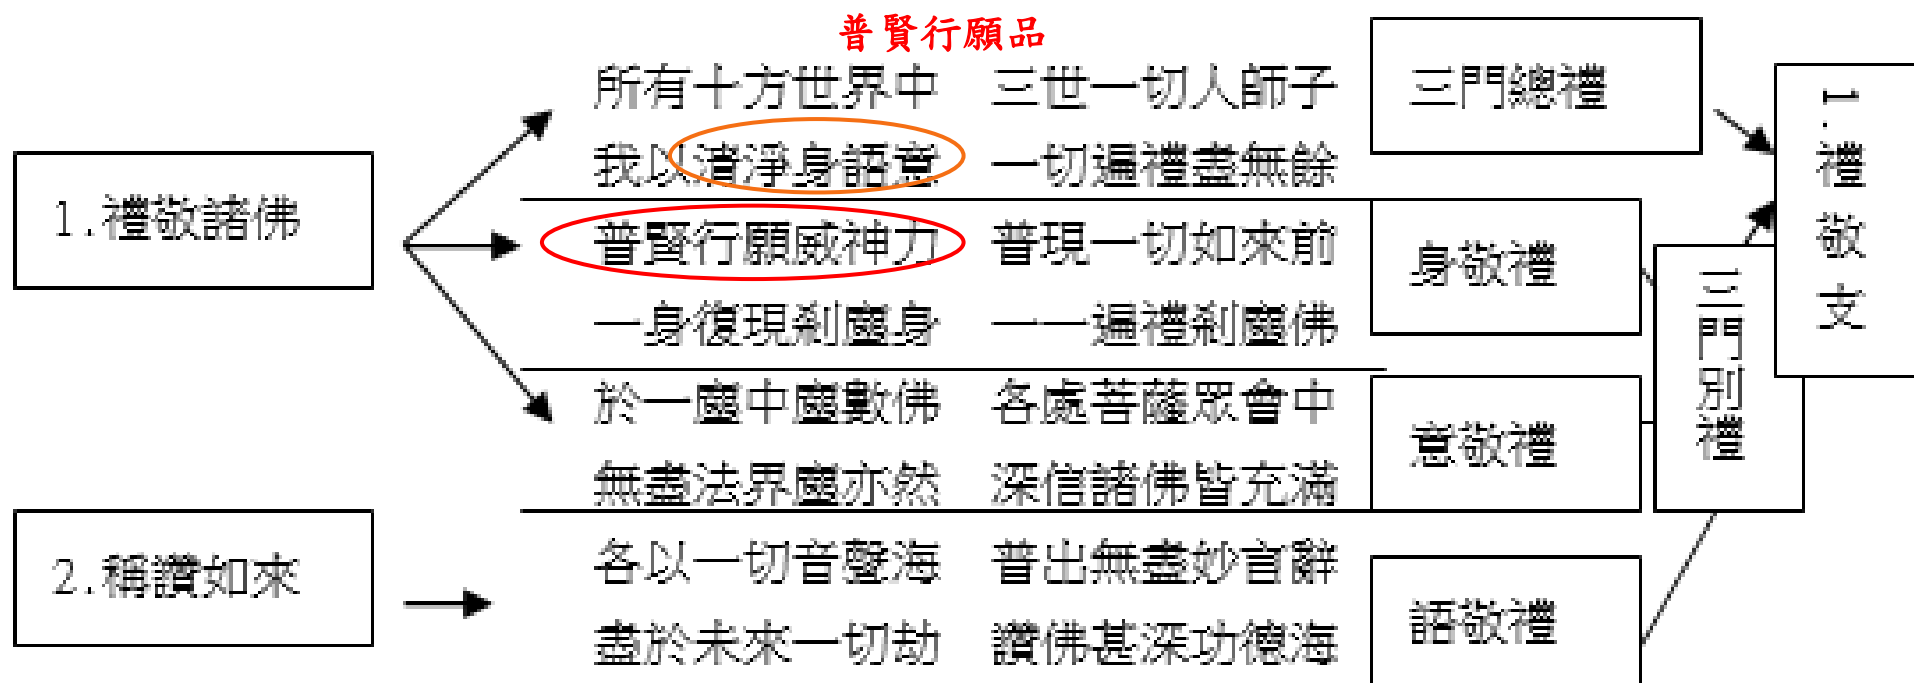 普賢行願品
所有十方世界中 三世一切人師子
我以清淨身語意 一切遍禮盡無餘
三門總禮
1.禮敬諸佛
普賢行願威神力 普現一切如來前
一身復現剎塵身 一一遍禮剎塵佛
身敬禮
於一塵中塵數佛 各處菩薩眾會中
無盡法界塵亦然 深信諸佛皆充滿
意敬禮
三門別禮
1.禮敬支
2.稱讚如來
各以一切音聲海 普出無盡妙言辭
盡於未來一切劫 讚佛甚深功德海
語敬禮